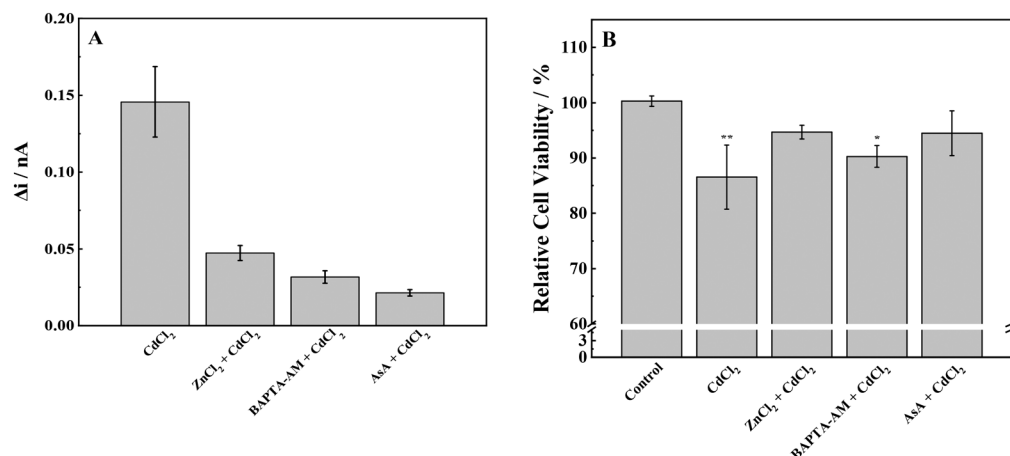 A
0.20
0.15
0.10
0.05
0.00
Δi / nA
CdCl₂
ZnCl₂ + CdCl₂
BAPTA-AM + CdCl₂
AsA + CdCl₂
B
110
100
90
80
70
60
3
0
Relative Cell Viability / %
**
*
Control
CdCl₂
ZnCl₂ + CdCl₂
BAPTA-AM + CdCl₂
AsA + CdCl₂